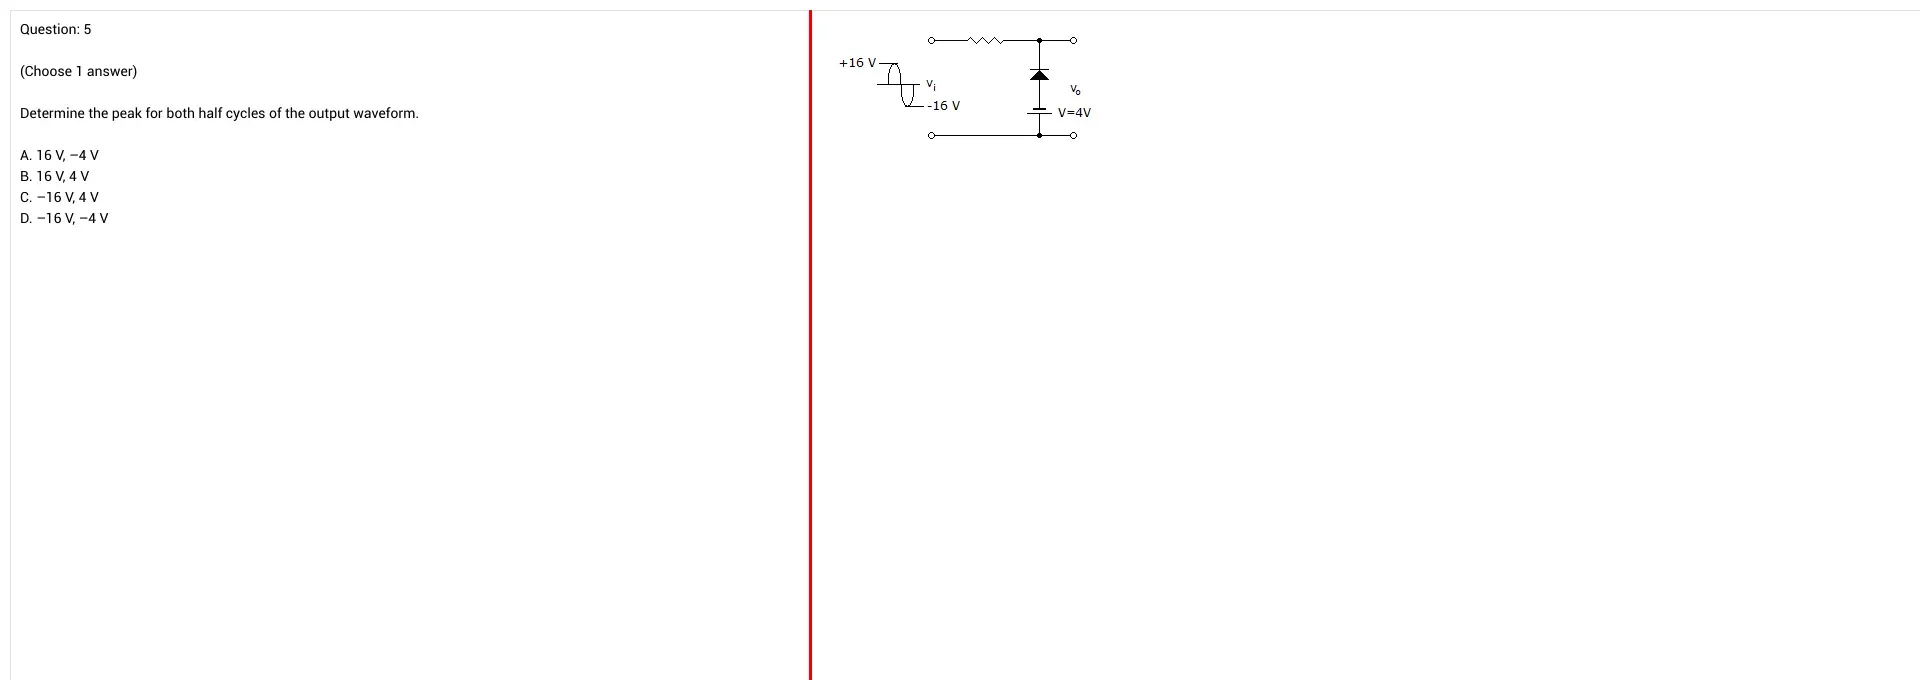 Question: 5
(Choose 1 answer)
Determine the peak for both half cycles of the output waveform.
A. 16 V, −4 V
B. 16 V, 4 V
C. −16 V, 4 V
D. −16 V, −4 V
+16 V
Vi
-16 V
Vo
V=4V